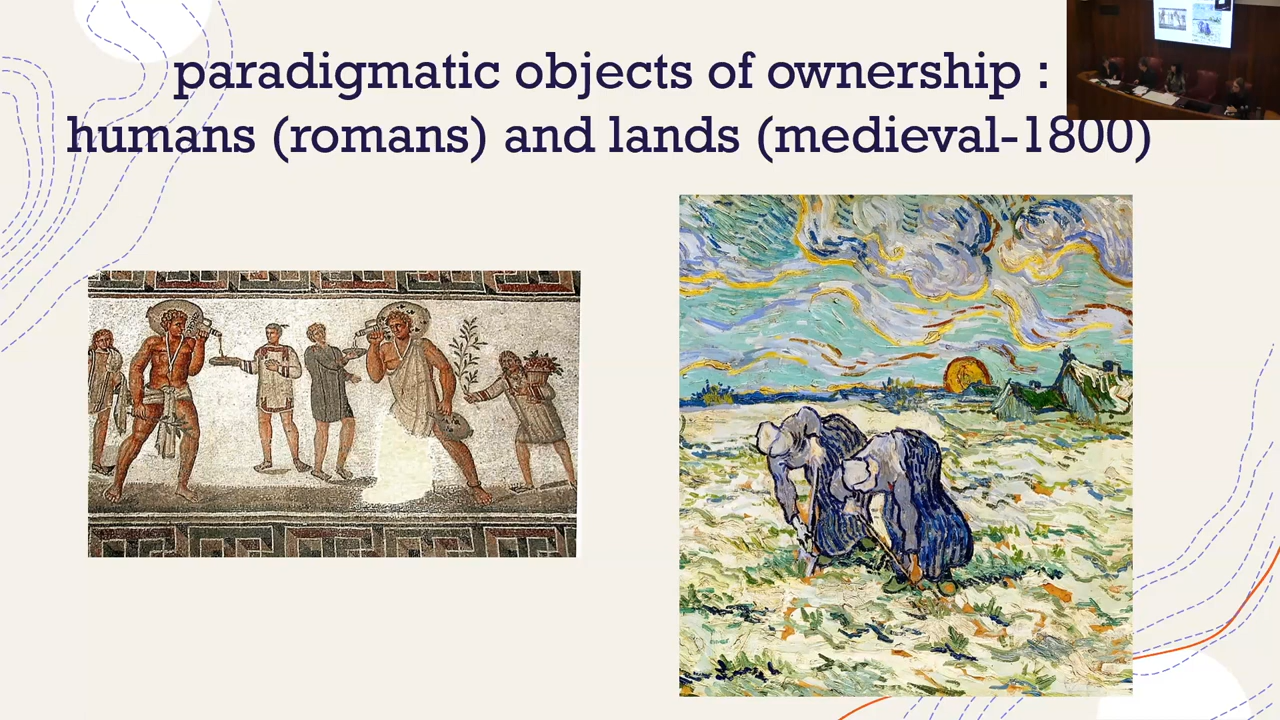 paradigmatic objects of ownership :
humans (romans) and lands (medieval-1800)